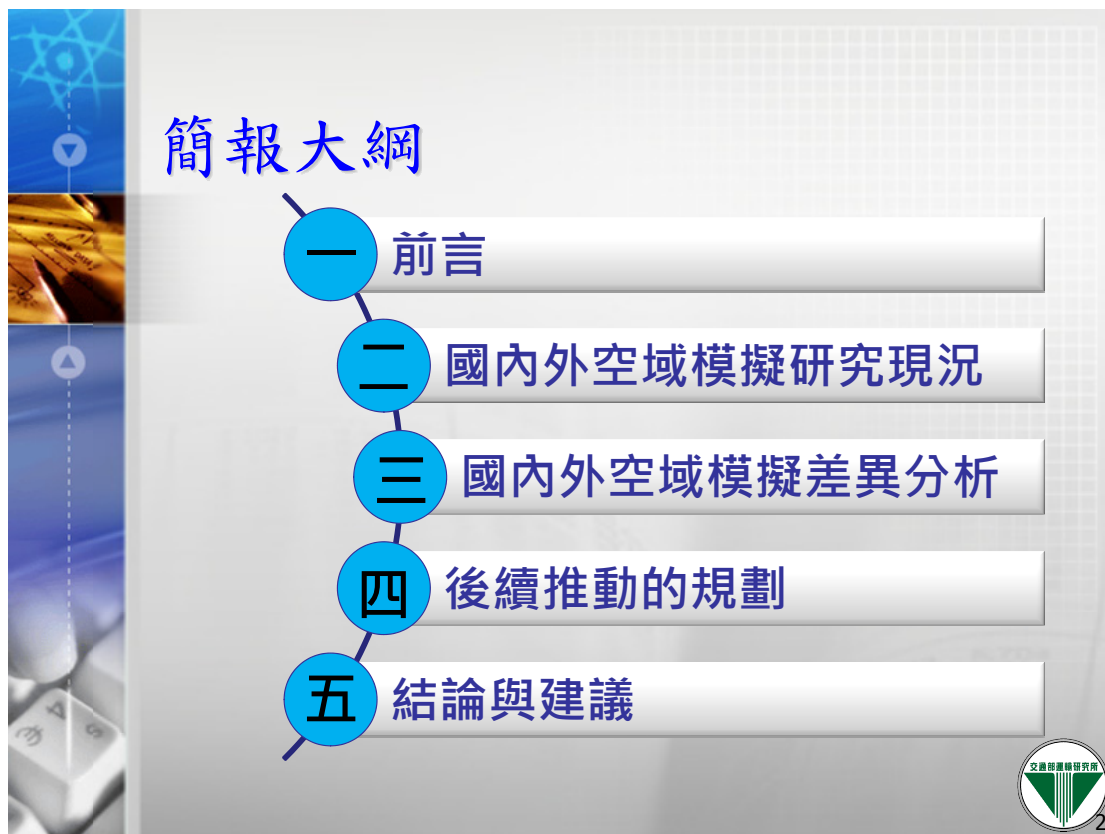 簡報大綱
一 前言
二 國內外空域模擬研究現況
三 國內外空域模擬差異分析
四 後續推動的規劃
五 結論與建議
交通部運輸研究所
2